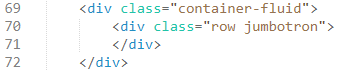 69 <div class="container-fluid">
70 <div class="row jumbotron">
71 </div>
72 </div>